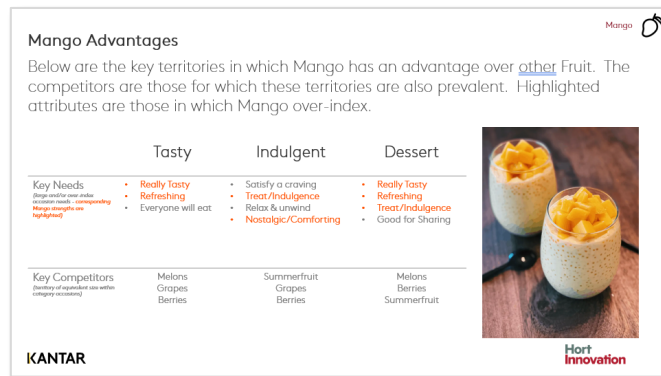 Mango
Mango Advantages
Below are the key territories in which Mango has an advantage over other Fruit. The
competitors are those for which these territories are also prevalent. Highlighted
attributes are those in which Mango over-index.
Tasty
Indulgent
Dessert
Key Needs
(large and/or over index
occasion needs - corresponding
Mango strengths are
highlighted)
• Really Tasty
• Refreshing
• Everyone will eat
• Satisfy a craving
• Treat/Indulgence
• Relax & unwind
• Nostalgic/Comforting
• Really Tasty
• Refreshing
• Treat/Indulgence
• Good for Sharing
Key Competitors
(territory of equivalent size within
category occasions)
Melons
Grapes
Berries
Summerfruit
Grapes
Berries
Melons
Berries
Summerfruit
KANTAR
Hort
Innovation